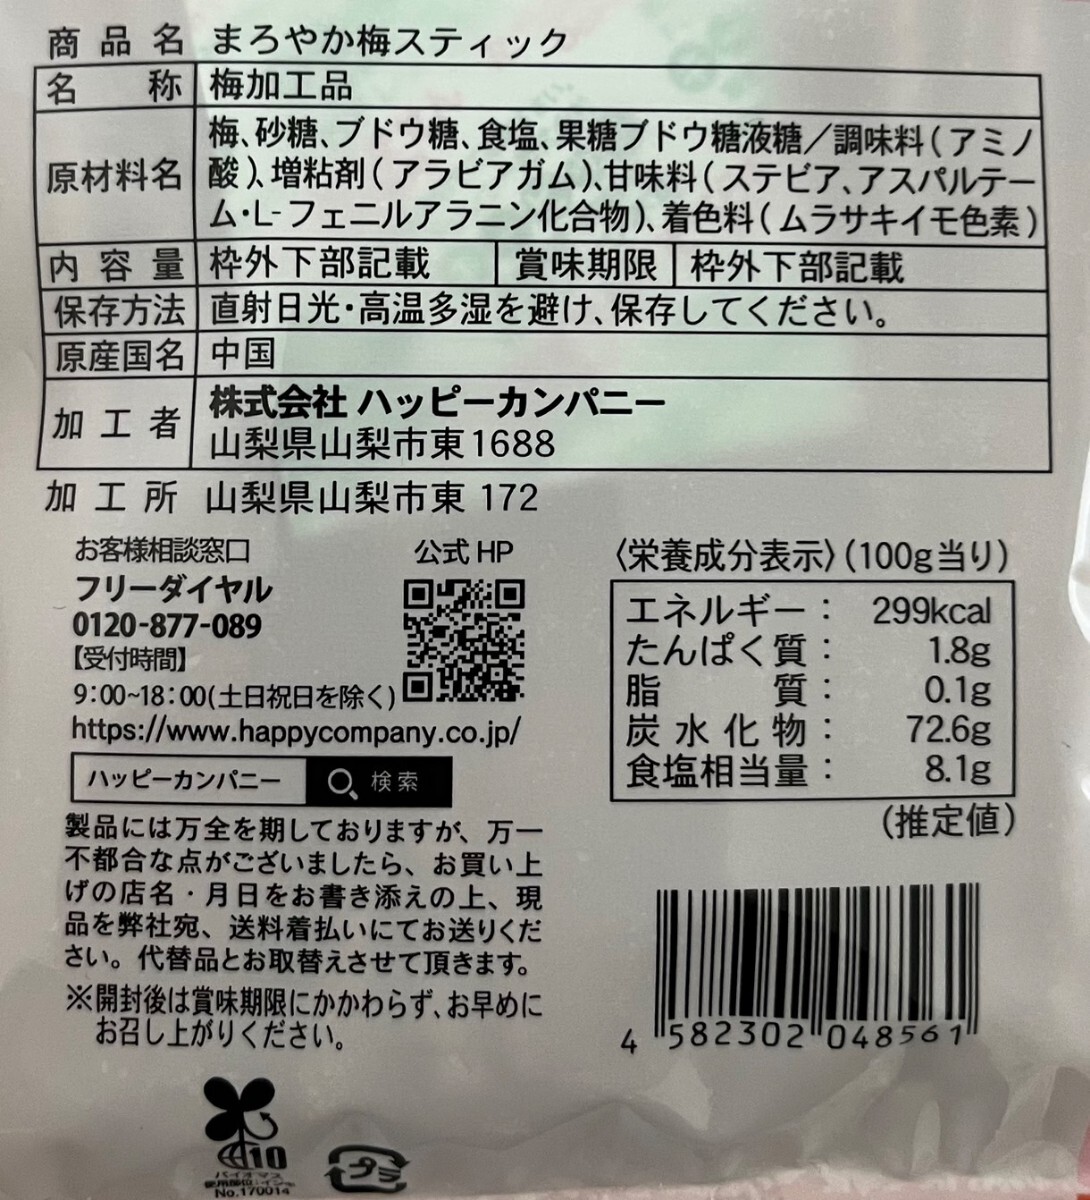 商品名 まろやか梅スティック
名称 梅加工品
原材料名 梅、砂糖、ブドウ糖、食塩、果糖ブドウ糖液糖／調味料(アミノ
酸)、増粘剤(アラビアガム)、甘味料(ステビア、アスパルテー
ム・L-フェニルアラニン化合物)、着色料(ムラサキイモ色素)
内容量 枠外下部記載 賞味期限 枠外下部記載
保存方法 直射日光・高温多湿を避け、保存してください。
原産国名 中国
加工者 株式会社 ハッピーカンパニー
山梨県山梨市東1688
加工所 山梨県山梨市東 172
お客様相談窓口
フリーダイヤル
0120-877-089
【受付時間】
9:00~18:00(土日祝日を除く)
公式HP
https://www.happycompany.co.jp/
ハッピーカンパニー 検索
製品には万全を期しておりますが、万一
不都合な点がございましたら、お買い上
げの店名・月日をお書き添えの上、現
品を弊社宛、送料着払いにてお送りくだ
さい。代替品とお取替えさせて頂きます。
※開封後は賞味期限にかかわらず、お早めに
お召し上がりください。
〈栄養成分表示〉(100g当り)
エネルギー: 299kcal
たんぱく質: 1.8g
脂質: 0.1g
炭水化物: 72.6g
食塩相当量: 8.1g
(推定値)
4 582302 048561
10
バイオマス
使用部位:インキ
No.170014
プラ